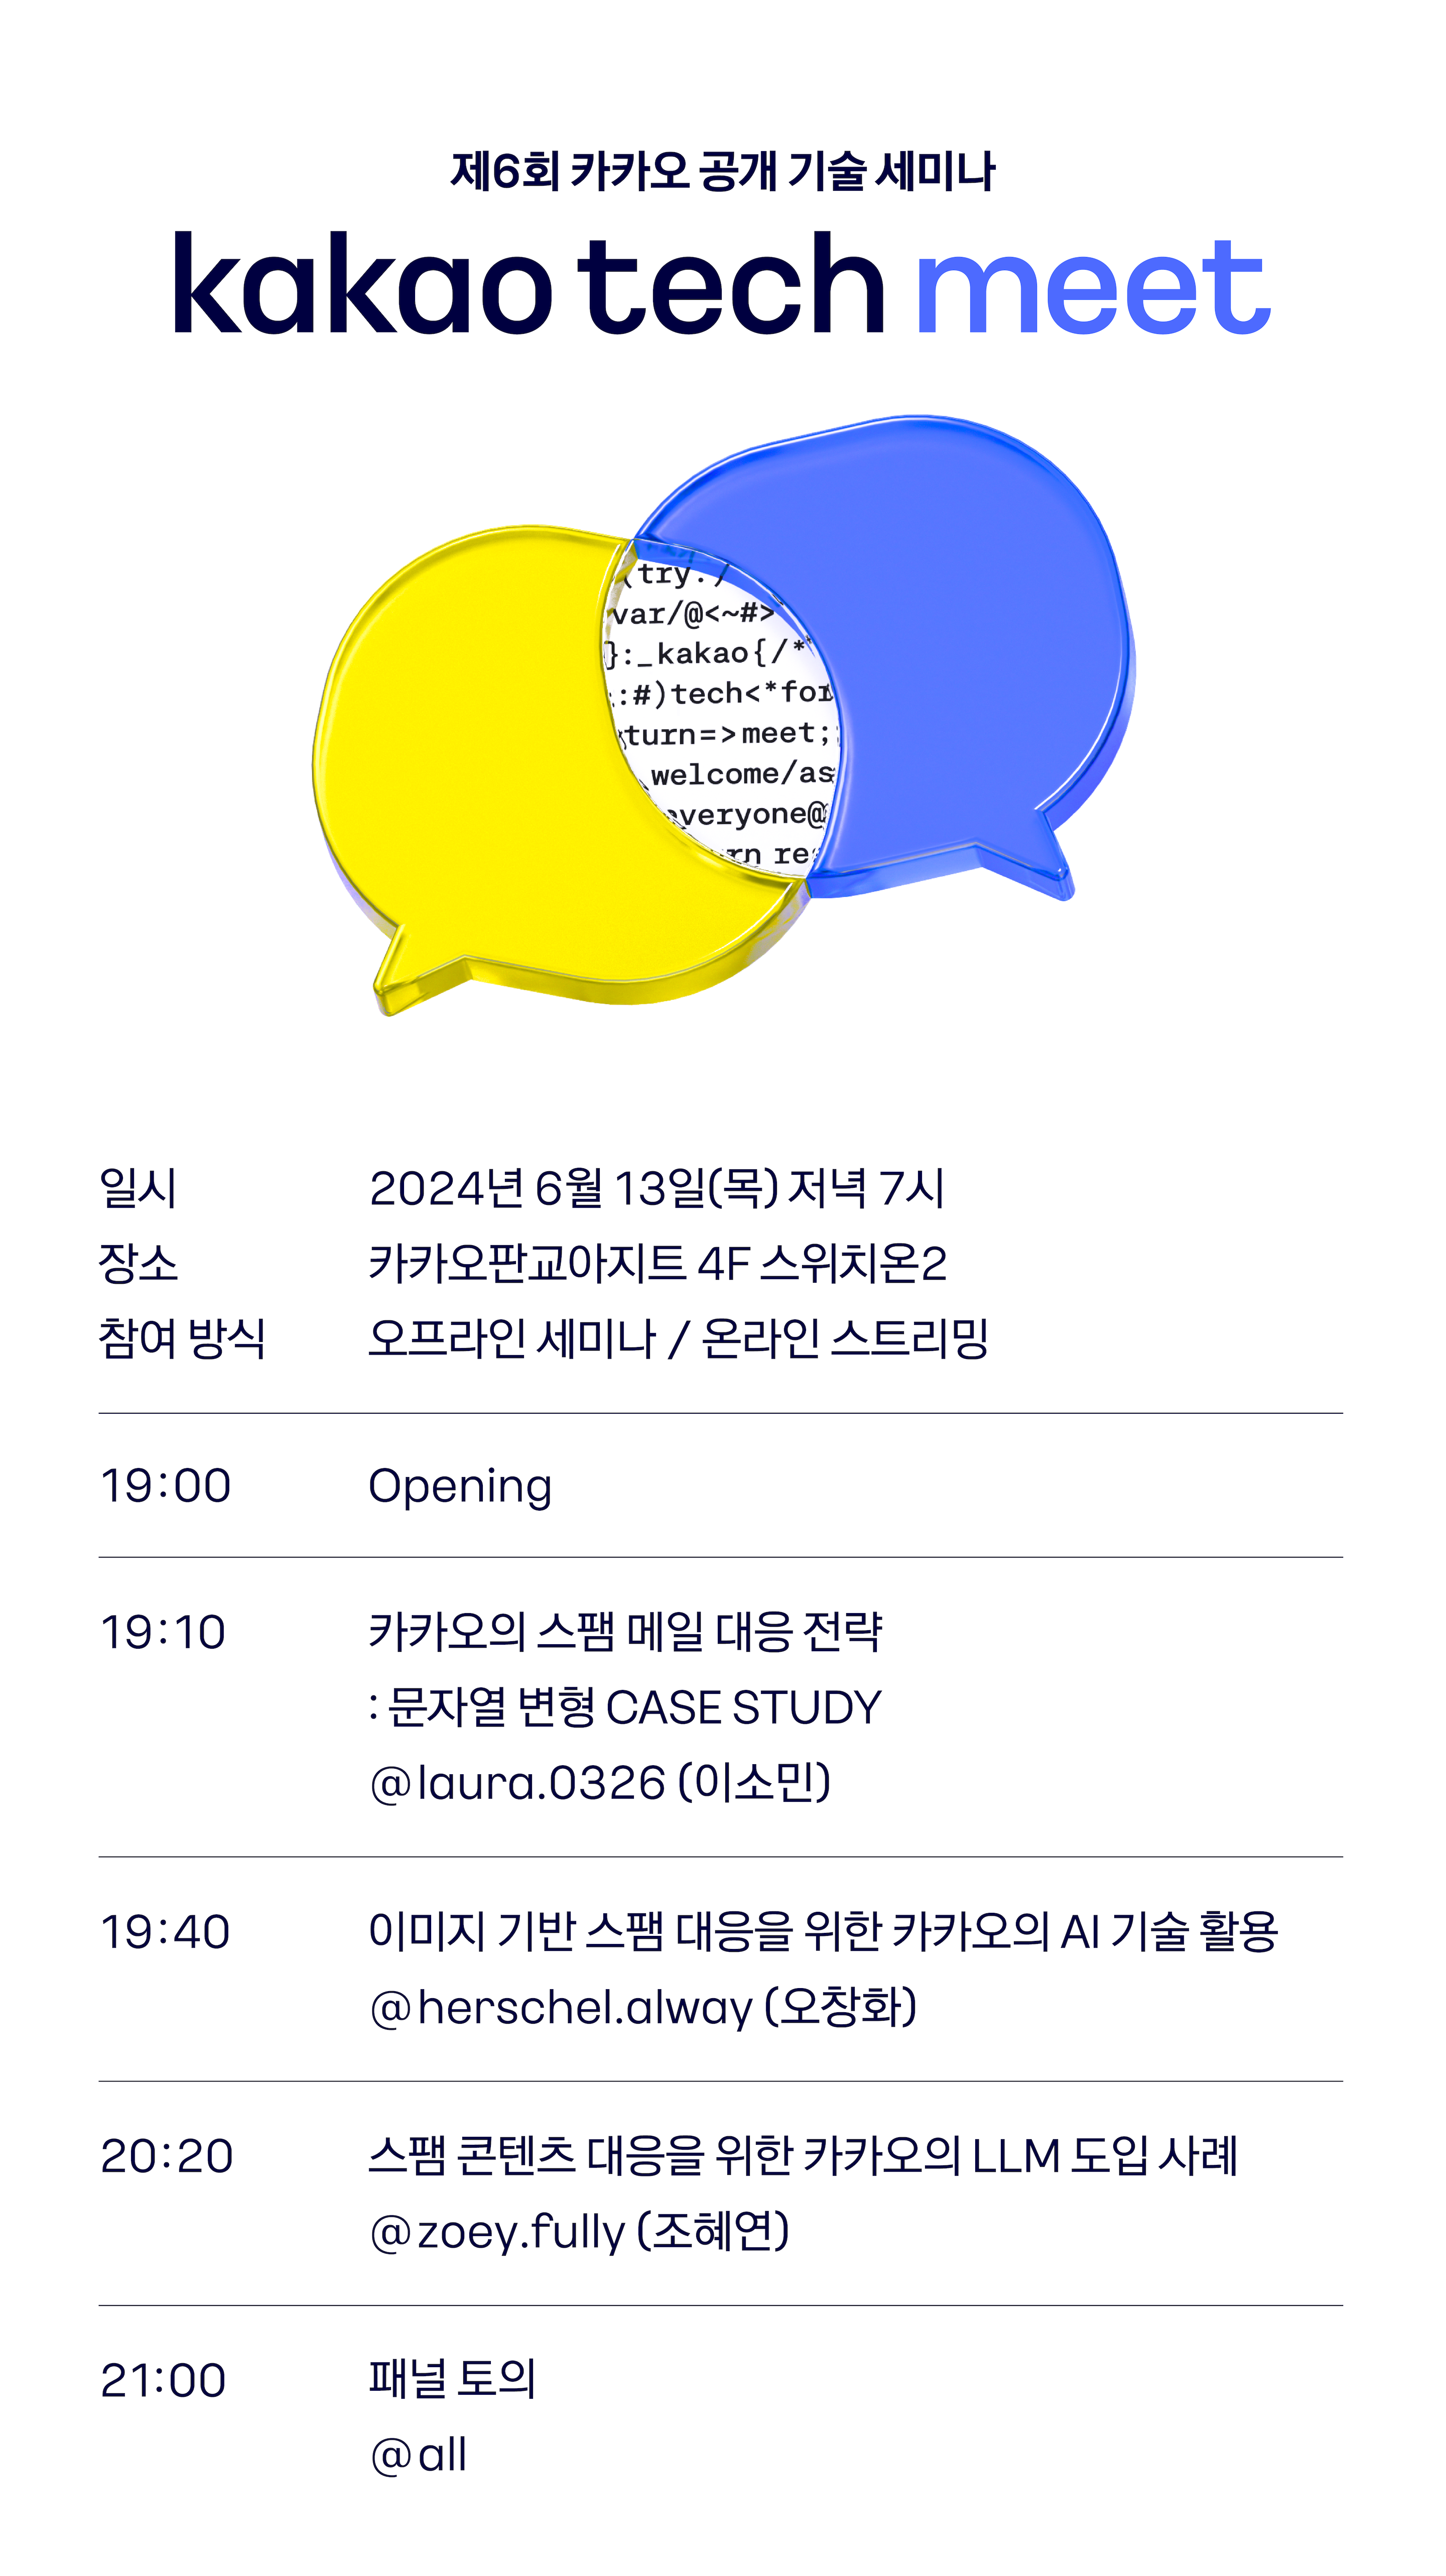 제6회 카카오 공개 기술 세미나
kakao tech meet
(try.)
var/@<~#>
}:_kakao{/*
:#)tech<*for
turn=>meet;
welcome/as
everyone@
rn re
일시 2024년 6월 13일(목) 저녁 7시
장소 카카오판교아지트 4F 스위치온2
참여 방식 오프라인 세미나 / 온라인 스트리밍
19:00 Opening
19:10 카카오의 스팸 메일 대응 전략
: 문자열 변형 CASE STUDY
@laura.0326 (이소민)
19:40 이미지 기반 스팸 대응을 위한 카카오의 AI 기술 활용
@herschel.alway (오창화)
20:20 스팸 콘텐츠 대응을 위한 카카오의 LLM 도입 사례
@zoey.fully (조혜연)
21:00 패널 토의
@all